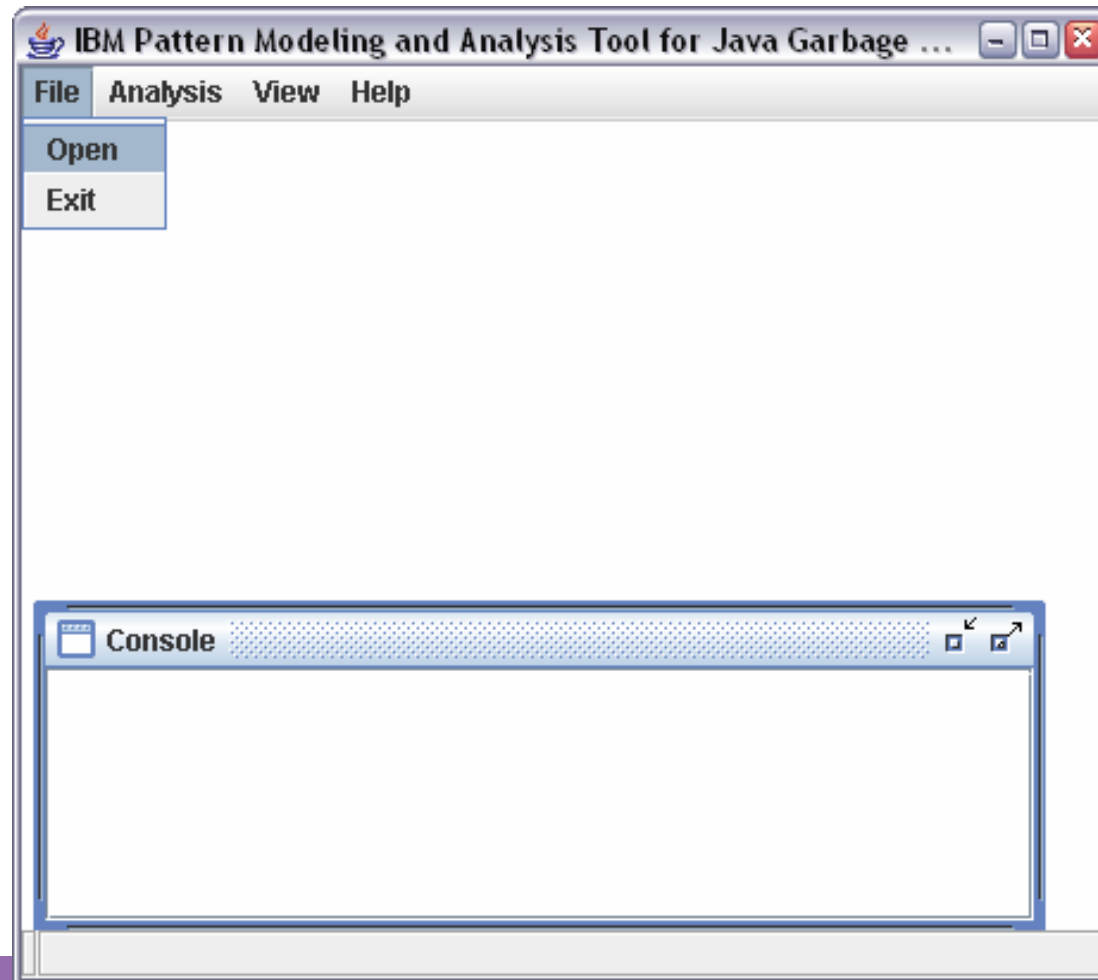 IBM Pattern Modeling and Analysis Tool for Java Garbage ...
File Analysis View Help
Open
Exit
Console